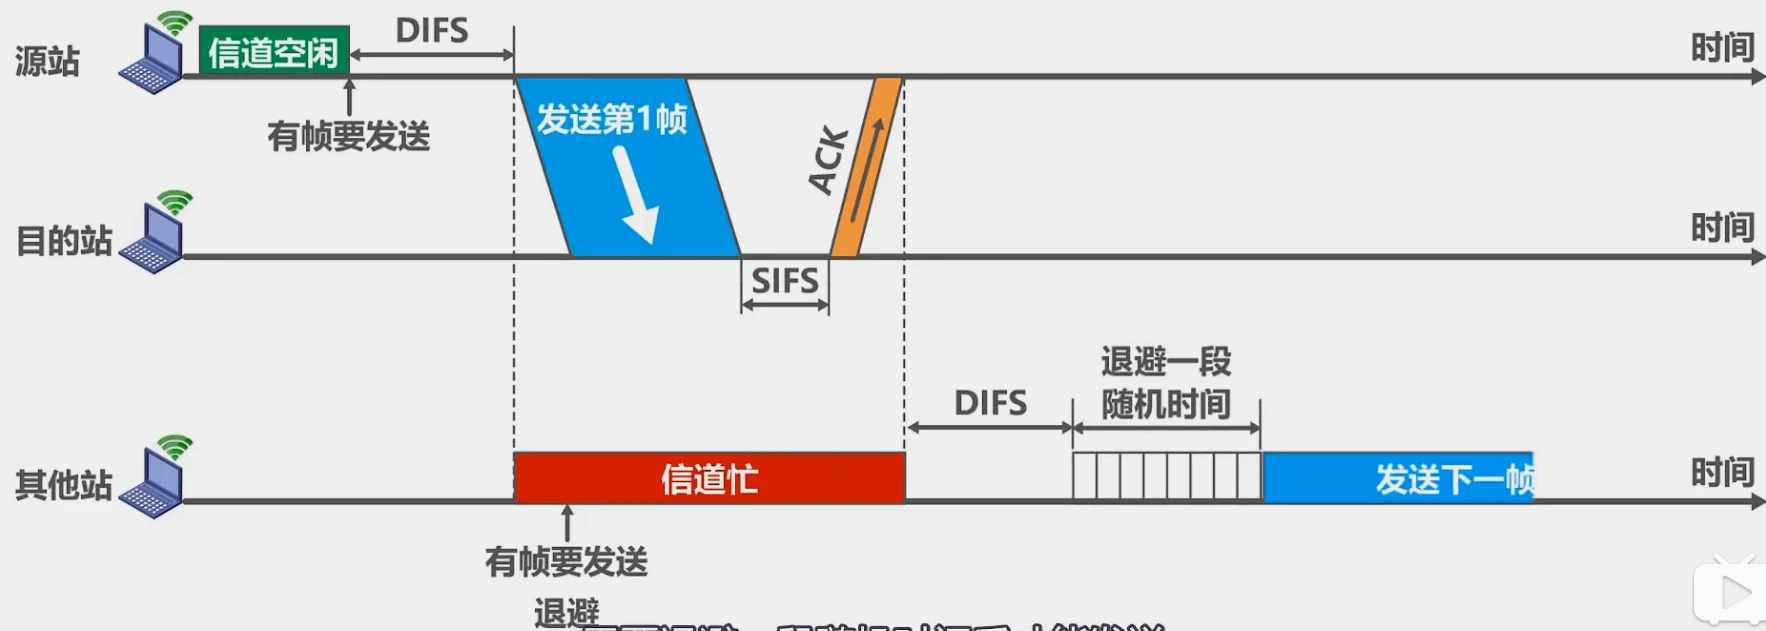 源站
信道空闲
DIFS
时间
有帧要发送
发送第1帧
ACK
目的站
时间
SIFS
退避一段
随机时间
DIFS
其他站
信道忙
发送下一帧
时间
有帧要发送
退避